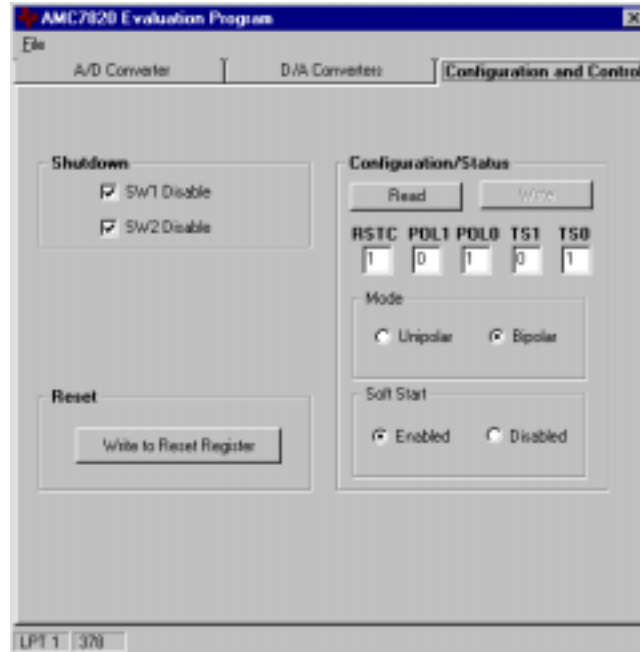 AMC7820 Evaluation Program
File
A/D Converter D/A Converters Configuration and Control
Shutdown
SW1 Disable
SW2 Disable
Configuration/Status
Read Write
RSTC POL1 POL0 TS1 TS0
1 0 1 0 1
Mode
Unipolar Bipolar
Reset
Write to Reset Register
Soft Start
Enabled Disabled
LPT 1 378